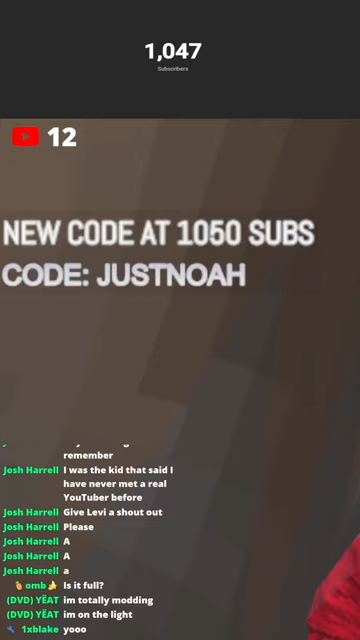 1,047
Subscribers
12
NEW CODE AT 1050 SUBS
CODE: JUSTNOAH
remember
Josh Harrell I was the kid that said I
have never met a real
YouTuber before
Josh Harrell Give Levi a shout out
Josh Harrell Please
Josh Harrell A
Josh Harrell A
Josh Harrell a
omb Is it full?
(DVD) YËAT im totally modding
(DVD) YËAT im on the light
1xblake yooo